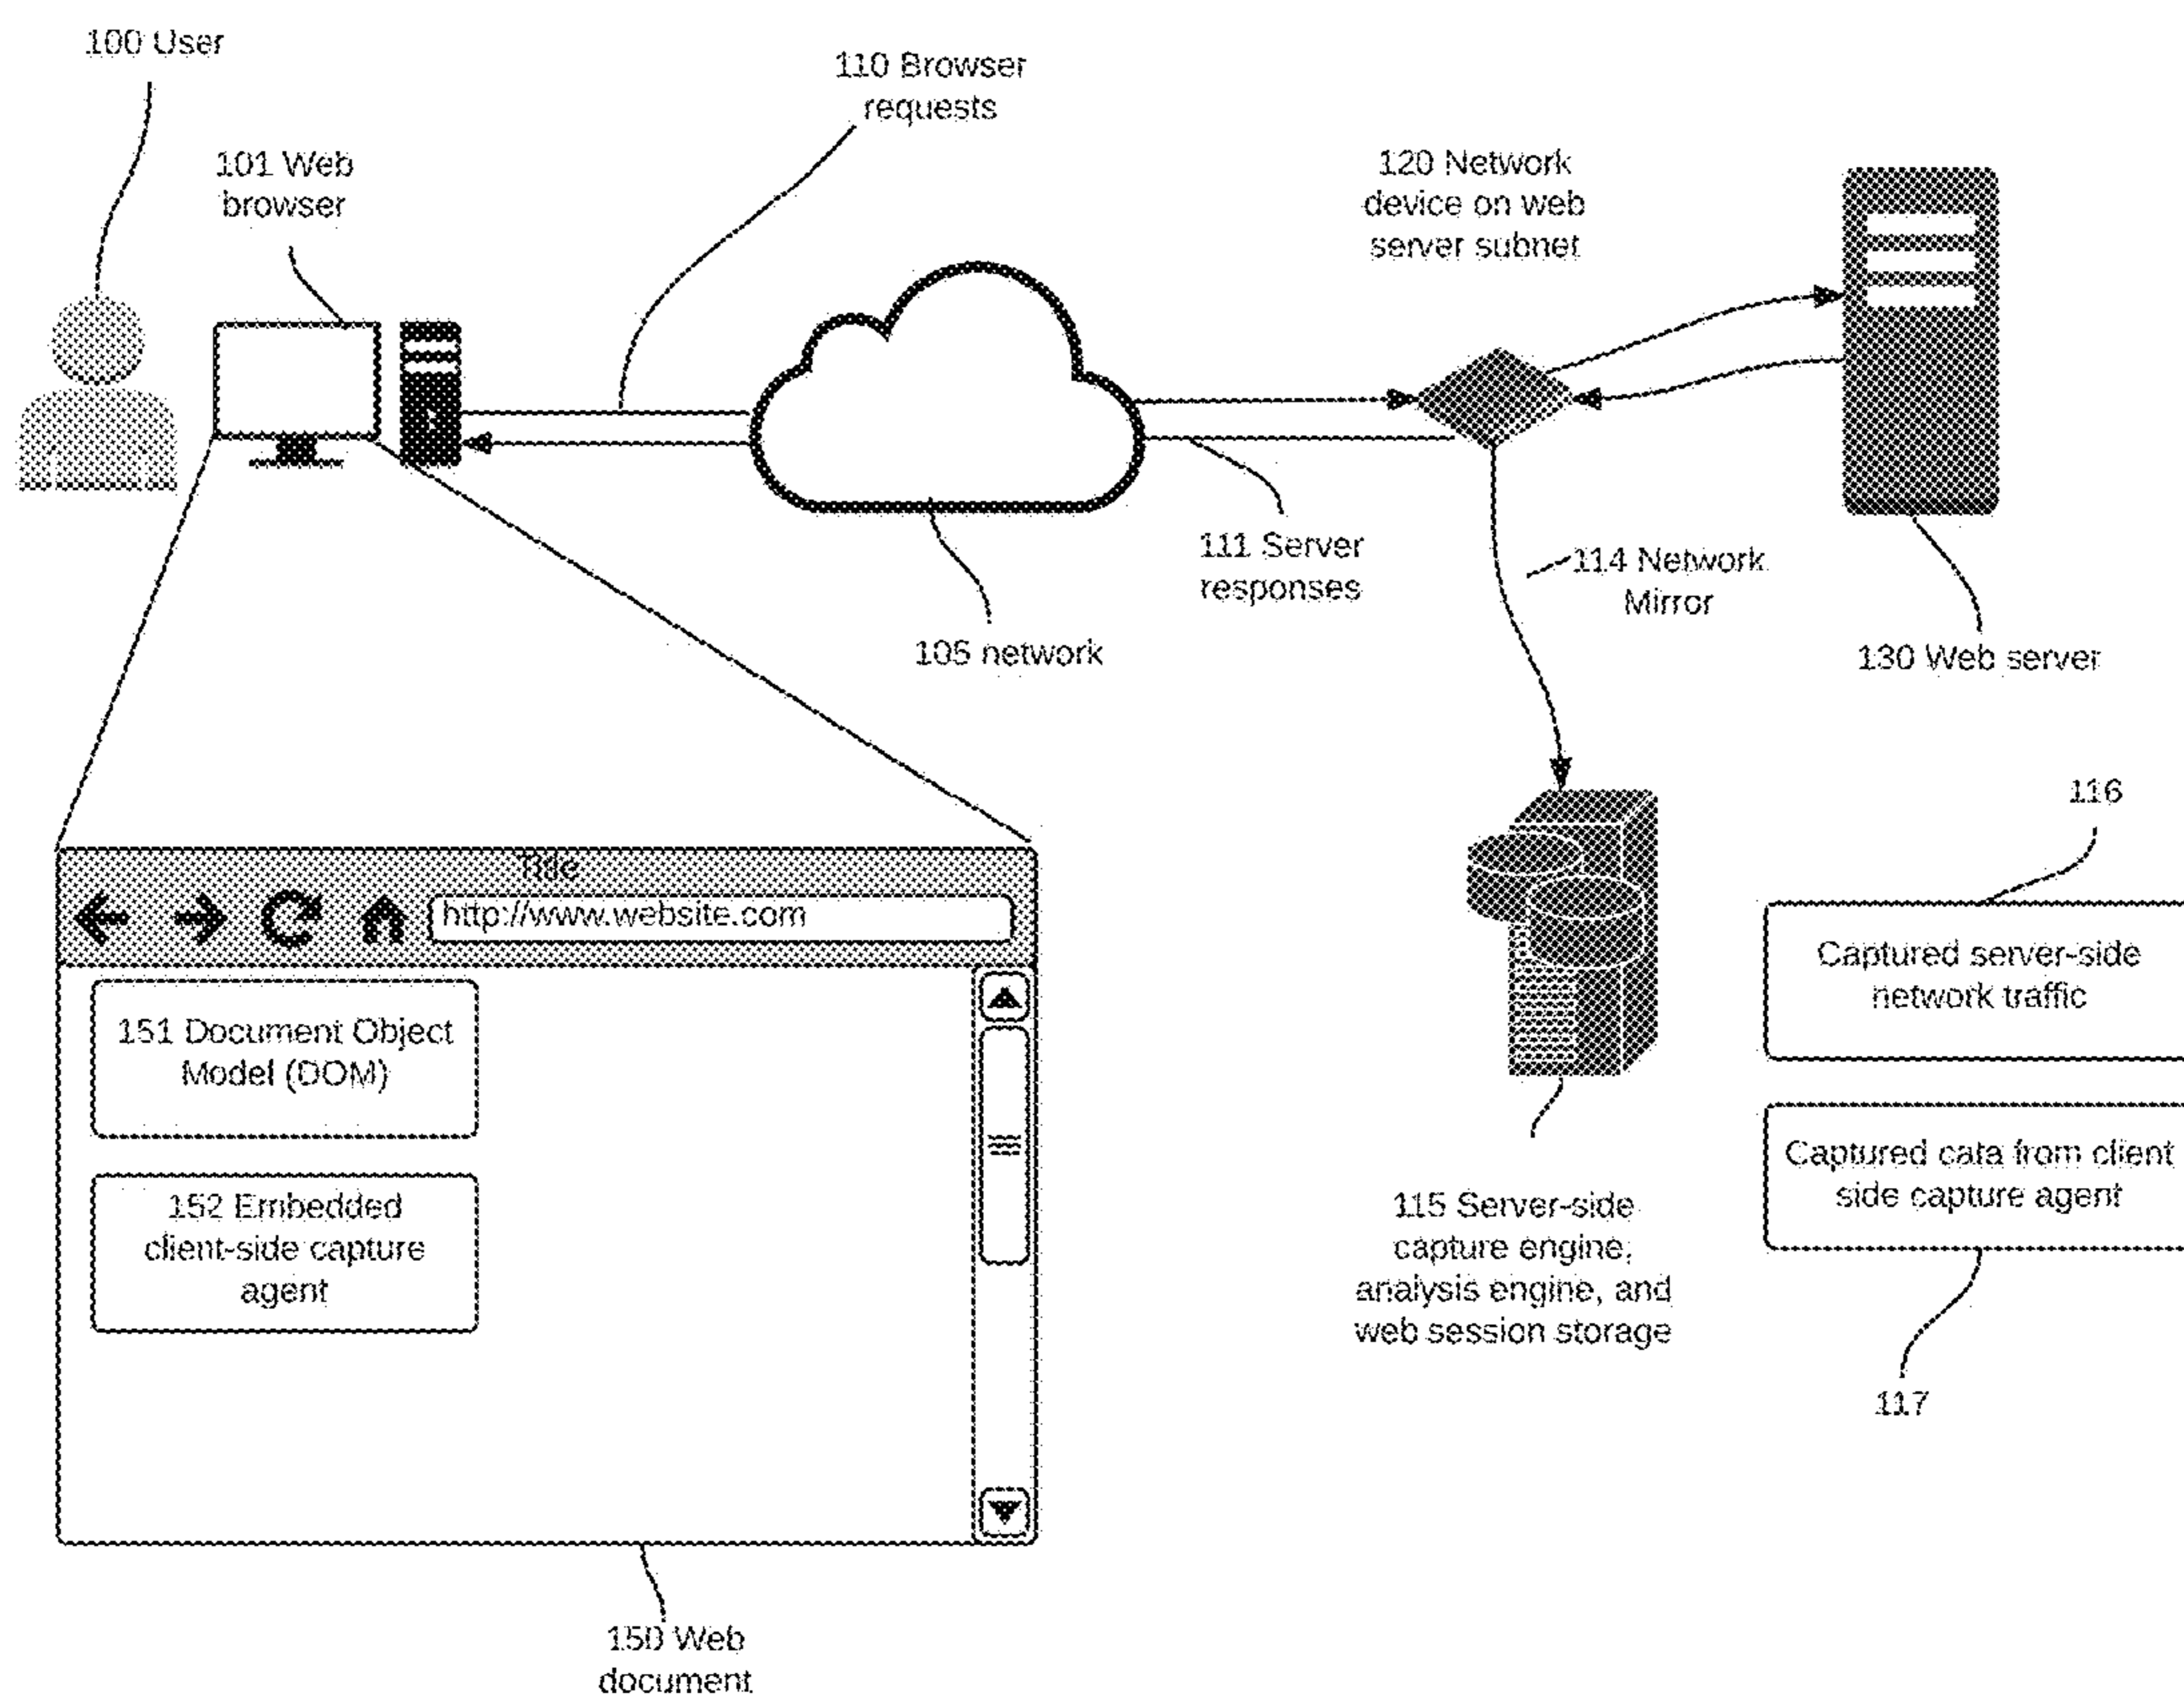 100 User
110 Browser
requests
101 Web
browser
120 Network
device on web
server subnet
111 Server
responses
114 Network
Mirror
105 network
130 Web server
116
Title
http://www.website.com
Captured server-side
network traffic
151 Document Object
Model (DOM)
152 Embedded
client-side capture
agent
Captured cata from client
side capture agent
115 Server-side
capture engine,
analysis engine, and
web session storage
117
150 Web
document